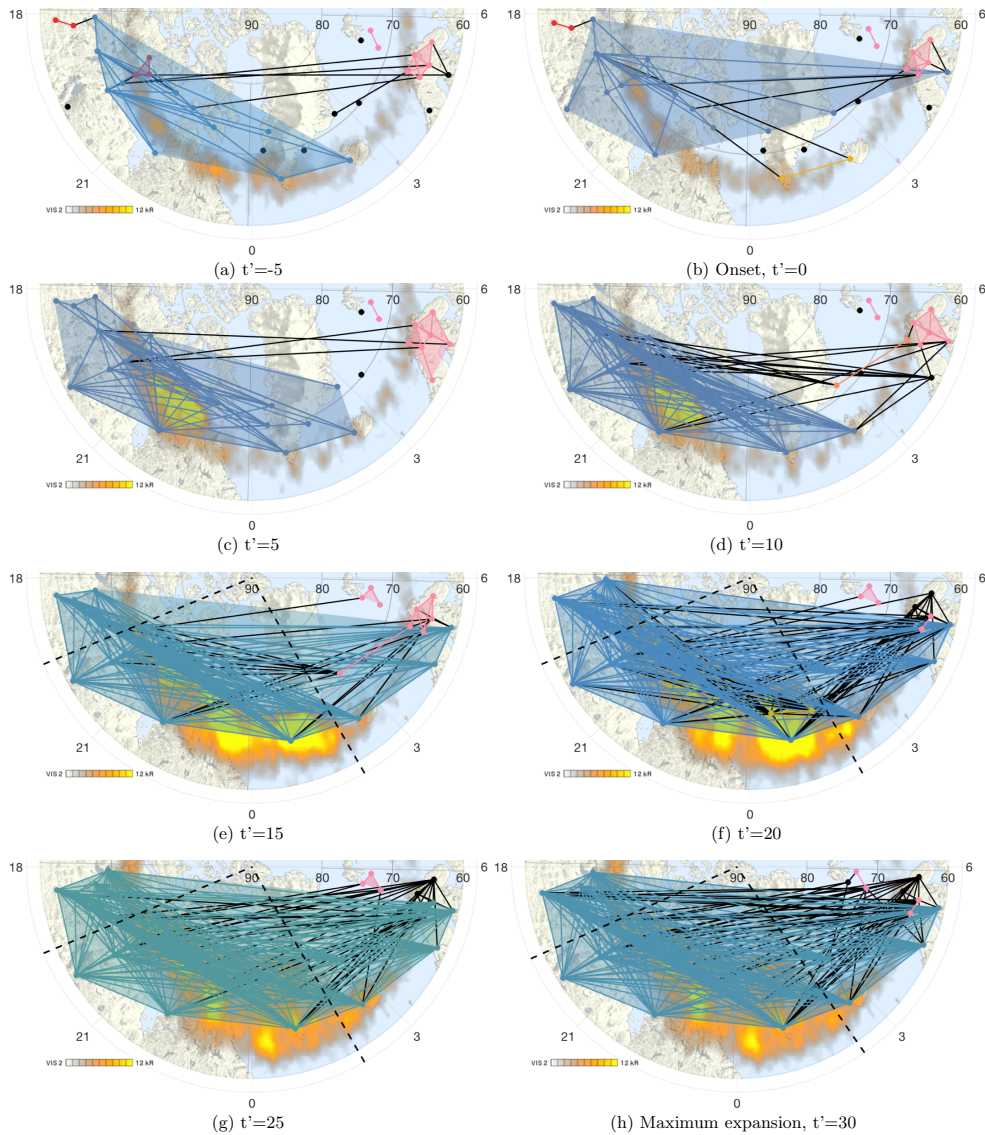 18 90 80 70 60 6
21 3
VIS 2 12 kR
0
(a) t'=-5
18 90 80 70 60 6
21 3
VIS 2 12 kR
0
(b) Onset, t'=0
18 90 80 70 60 6
21 3
VIS 2 12 kR
0
(c) t'=5
18 90 80 70 60 6
21 3
VIS 2 12 kR
0
(d) t'=10
18 90 80 70 60 6
21 3
VIS 2 12 kR
0
(e) t'=15
18 90 80 70 60 6
21 3
VIS 2 12 kR
0
(f) t'=20
18 90 80 70 60 6
21 3
VIS 2 12 kR
0
(g) t'=25
18 90 80 70 60 6
21 3
VIS 2 12 kR
0
(h) Maximum expansion, t'=30